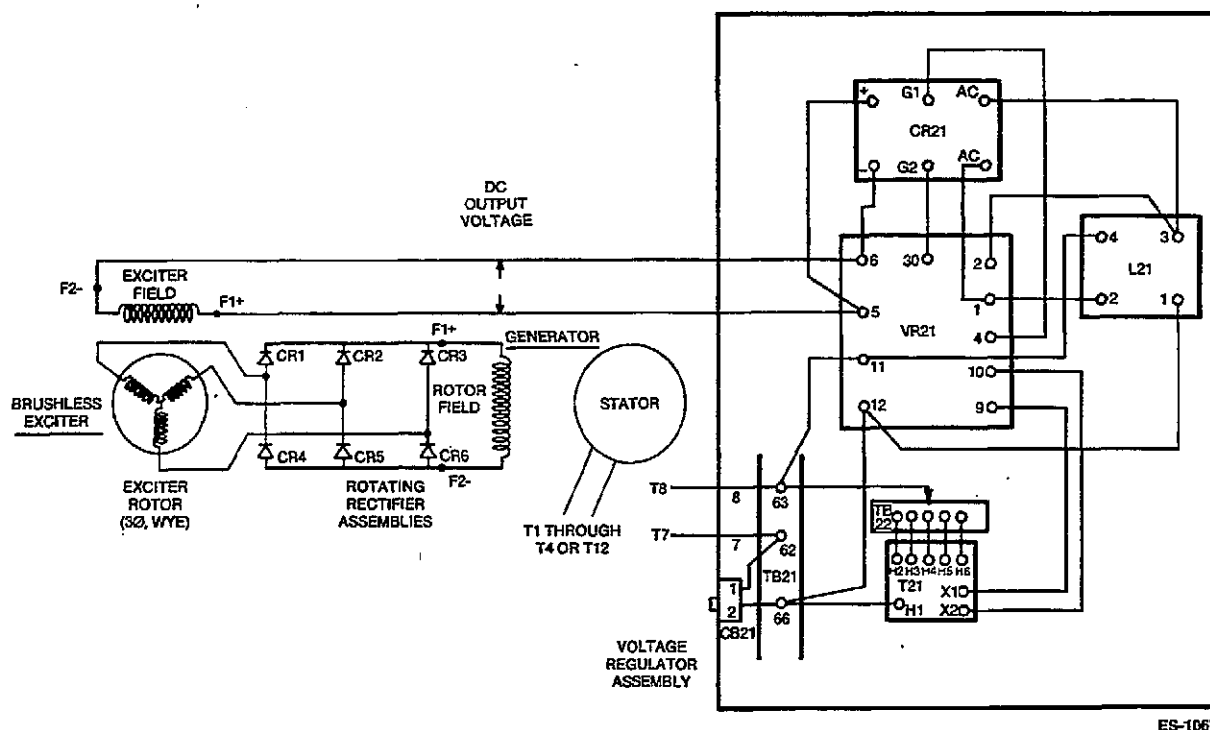 +
G1
AC
CR21
–
G2
AC
DC
OUTPUT
VOLTAGE
6
30
2
4
3
L21
2
1
EXCITER
FIELD
F2-
F1+
5
1
VR21
4
F1+
GENERATOR
CR1
CR2
CR3
11
10
BRUSHLESS
EXCITER
ROTOR
FIELD
STATOR
12
9
CR4
CR5
CR6
F2-
EXCITER
ROTOR
(3Ø, WYE)
ROTATING
RECTIFIER
ASSEMBLIES
T1 THROUGH
T4 OR T12
T8
8
63
TB
22
T7
7
62
H2
H3
H4
H5
H6
TB21
T21
X1
1
2
66
H1
X2
CB21
VOLTAGE
REGULATOR
ASSEMBLY
ES-106